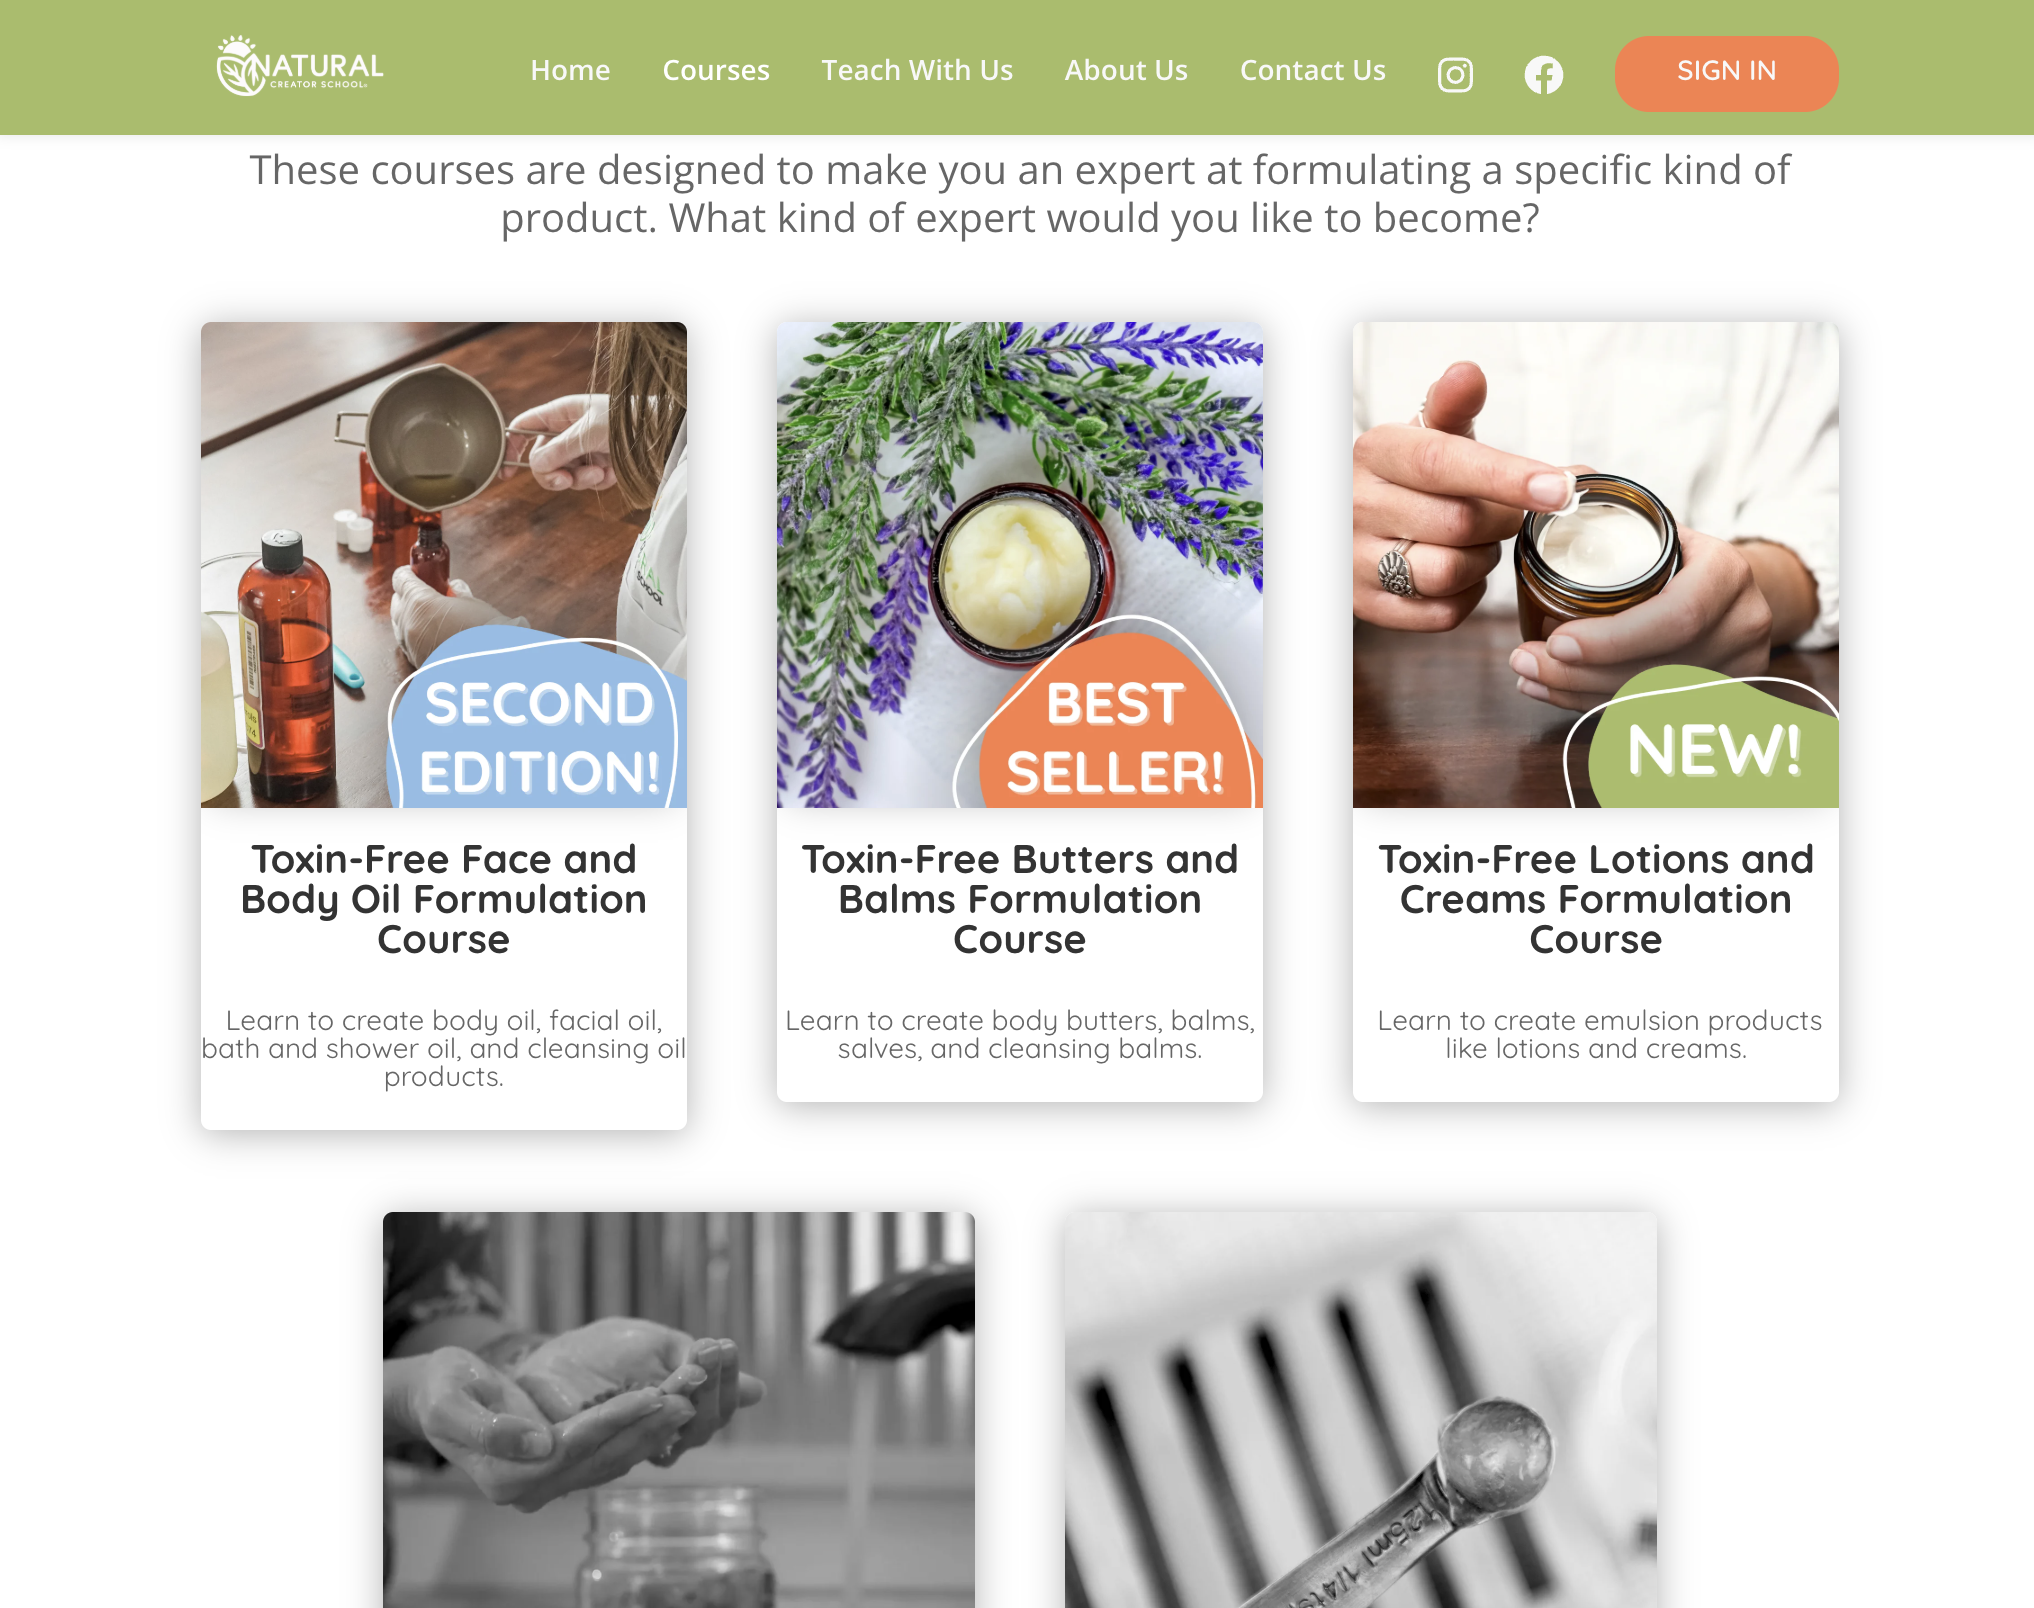 NATURAL
CREATOR SCHOOL
Home
Courses
Teach With Us
About Us
Contact Us
SIGN IN
These courses are designed to make you an expert at formulating a specific kind of
product. What kind of expert would you like to become?
SECOND
EDITION!
BEST
SELLER!
NEW!
Toxin-Free Face and
Body Oil Formulation
Course
Toxin-Free Butters and
Balms Formulation
Course
Toxin-Free Lotions and
Creams Formulation
Course
Learn to create body oil, facial oil,
bath and shower oil, and cleansing oil
products.
Learn to create body butters, balms,
salves, and cleansing balms.
Learn to create emulsion products
like lotions and creams.
1/4